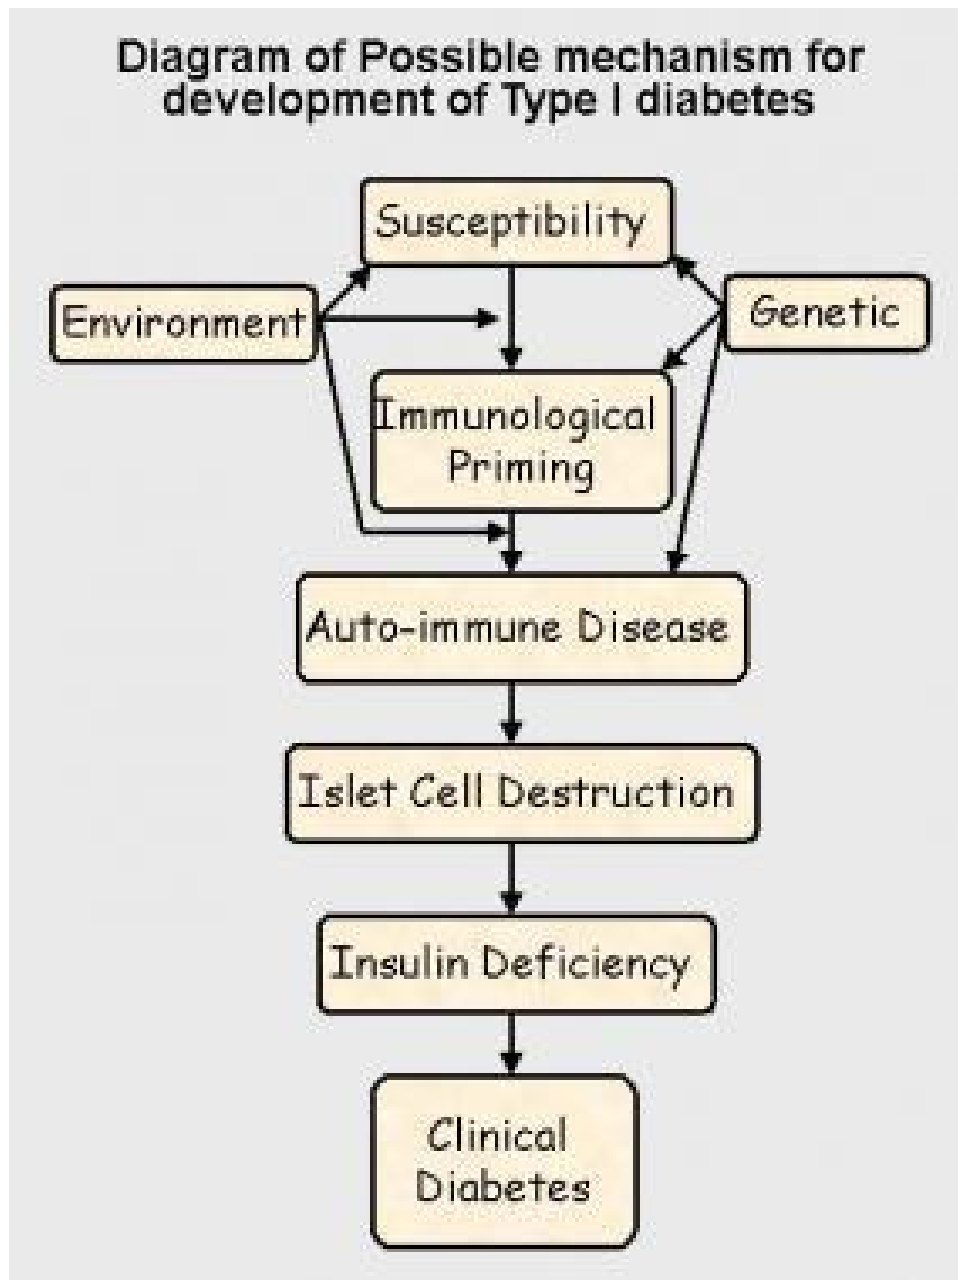 Diagram of Possible mechanism for
development of Type I diabetes
Susceptibility
Environment
Genetic
Immunological
Priming
Auto-immune Disease
Islet Cell Destruction
Insulin Deficiency
Clinical
Diabetes